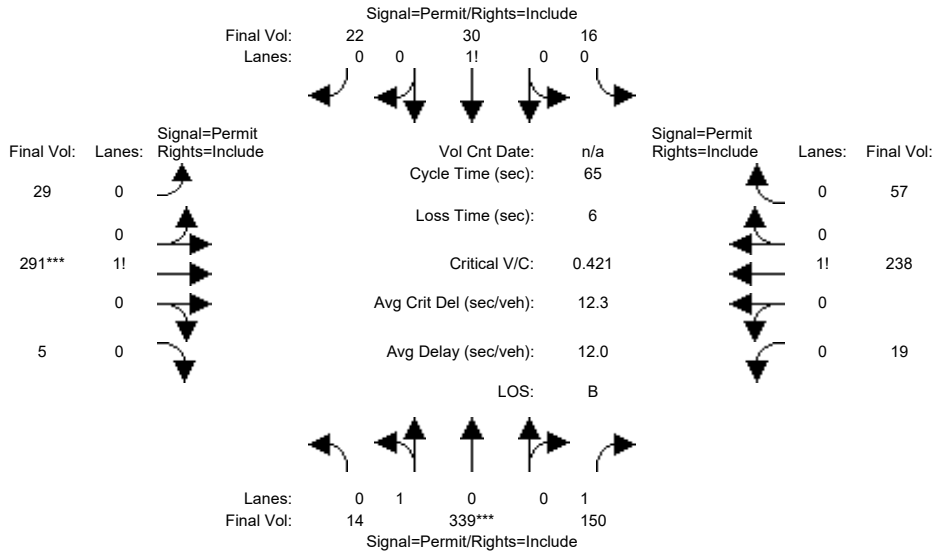 Signal=Permit/Rights=Include
Final Vol: 22 30 16
Lanes: 0 0 1! 0 0
Signal=Permit Signal=Permit
Final Vol: Lanes: Rights=Include Vol Cnt Date: n/a Rights=Include Lanes: Final Vol:
Cycle Time (sec): 65
29 0 0 57
Loss Time (sec): 6
0 0
291*** 1! Critical V/C: 0.421 1! 238
0 Avg Crit Del (sec/veh): 12.3 0
5 0 Avg Delay (sec/veh): 12.0 0 19
LOS: B
Lanes: 0 1 0 0 1
Final Vol: 14 339*** 150
Signal=Permit/Rights=Include